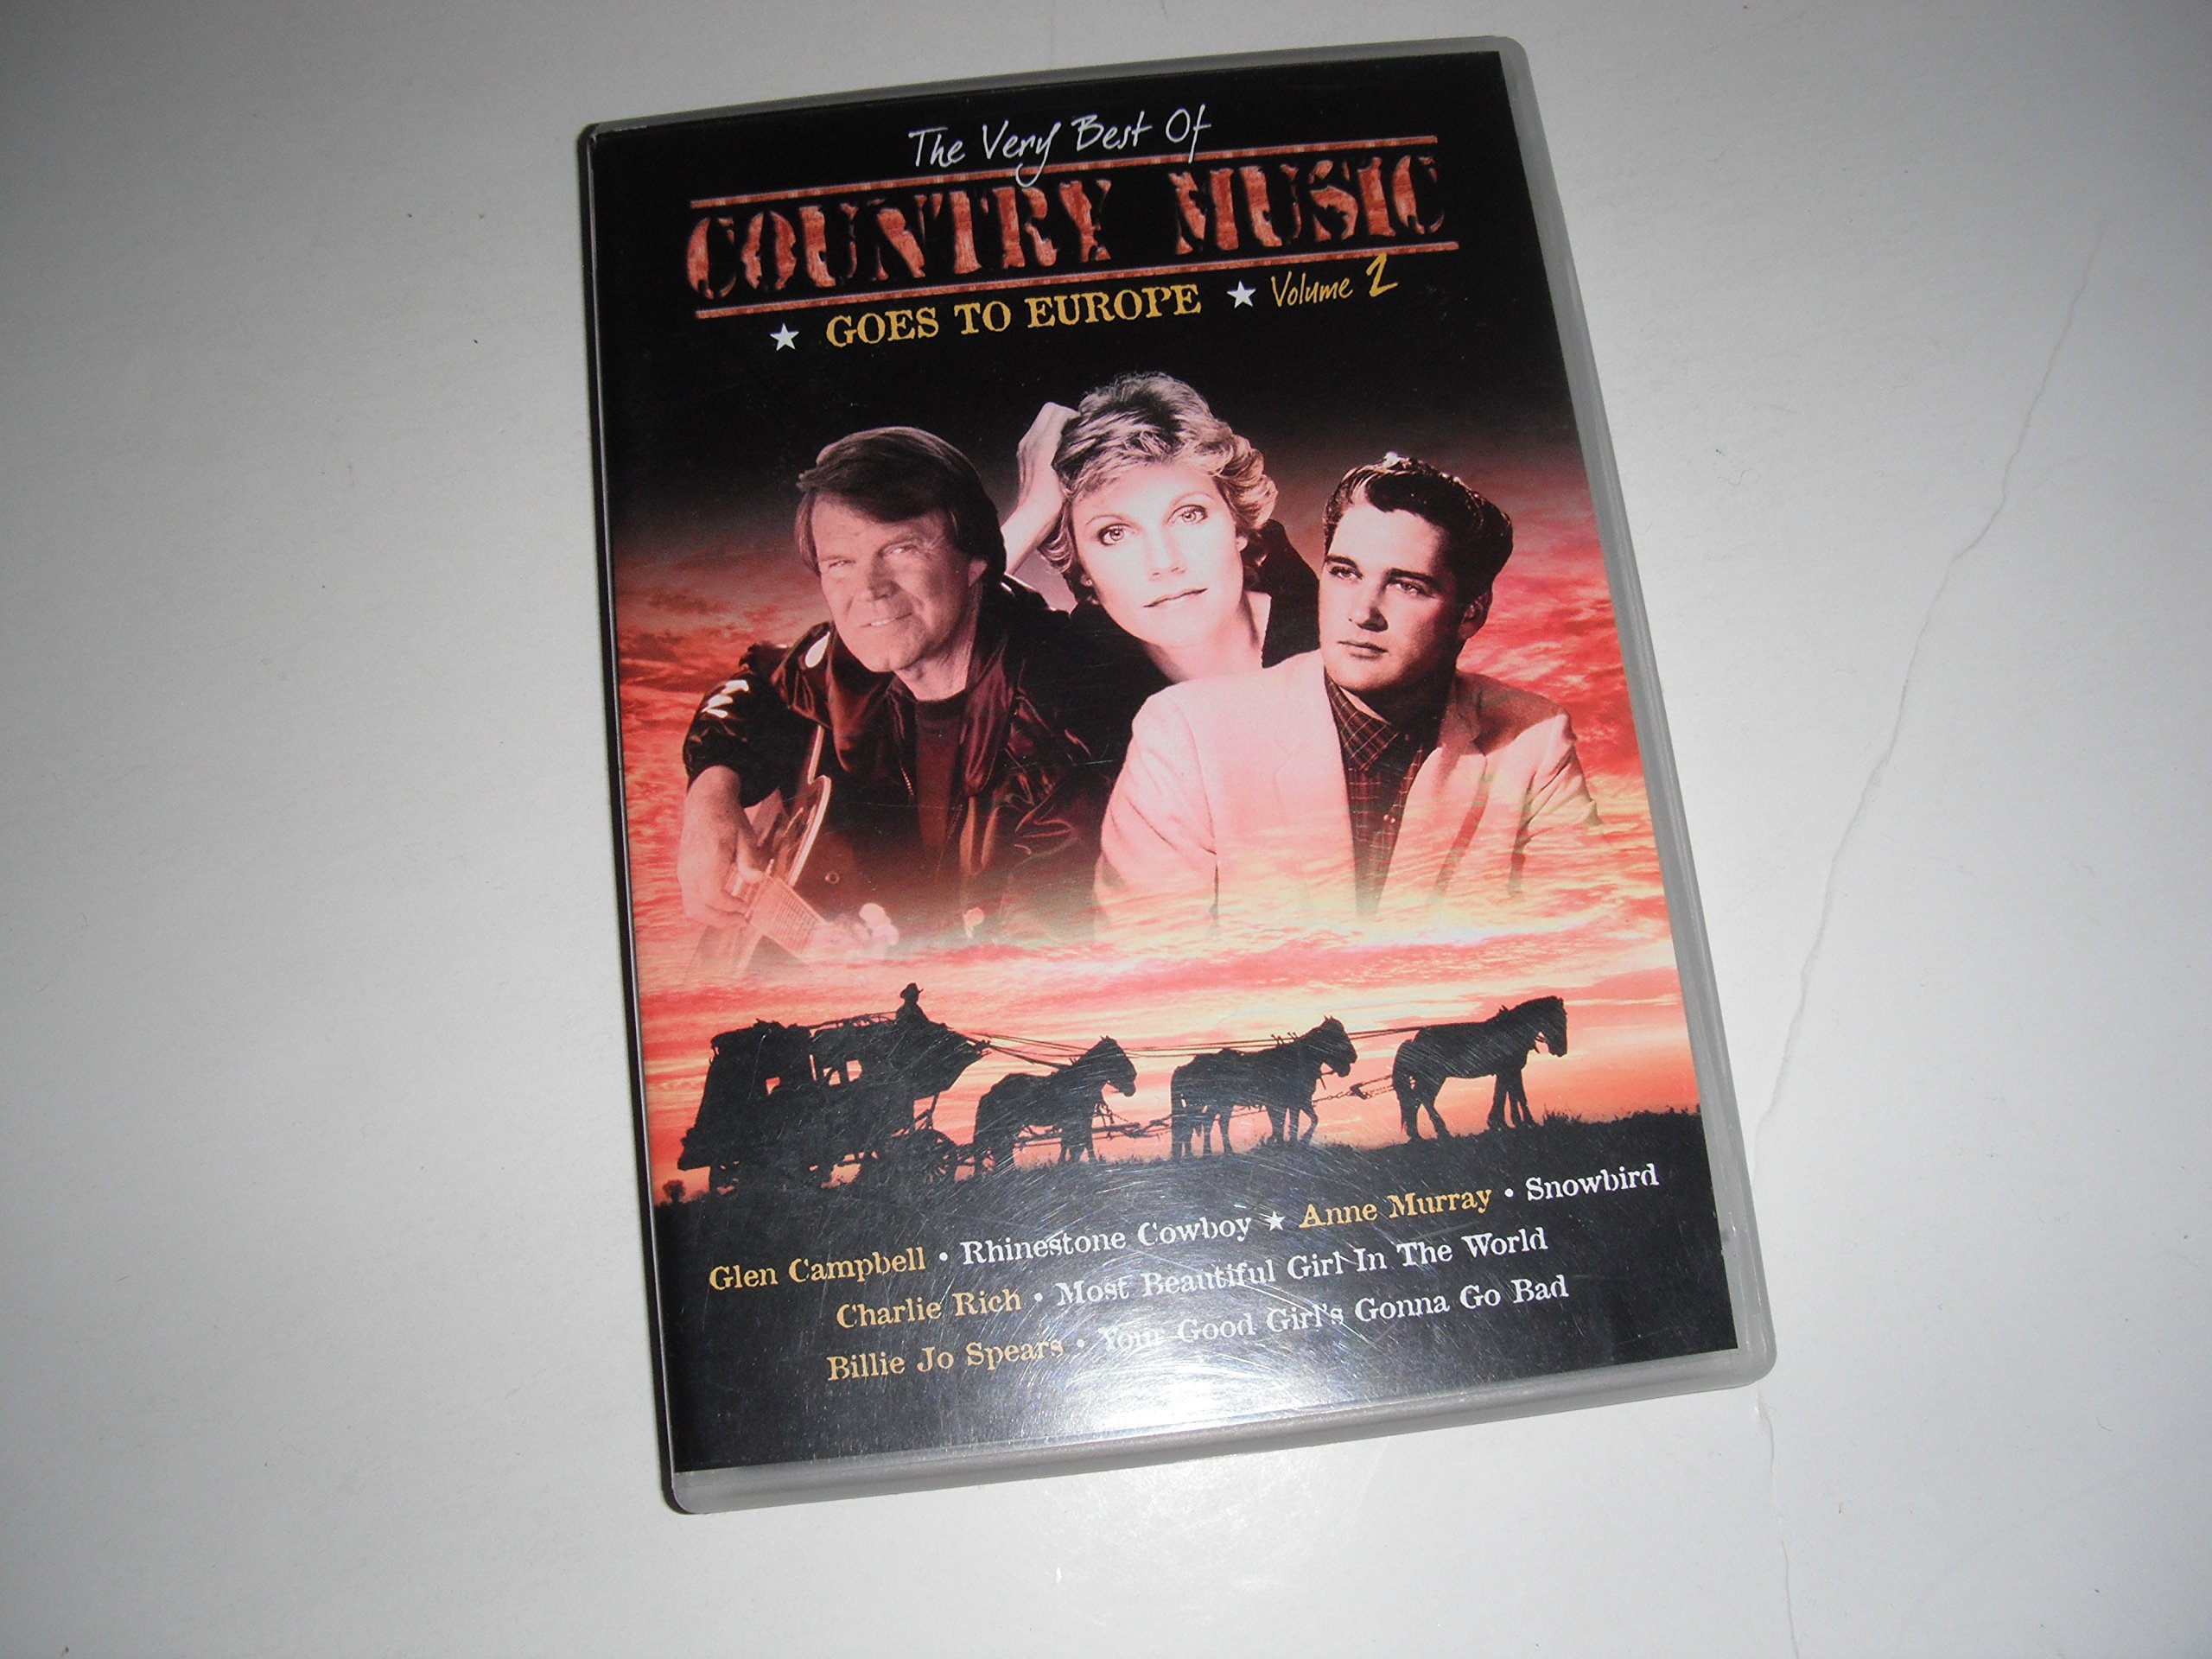 The Very Best Of
COUNTRY MUSIC
★ GOES TO EUROPE ★ Volume 2
Glen Campbell • Rhinestone Cowboy ★ Anne Murray • Snowbird
Charlie Rich • Most Beautiful Girl In The World
Billie Jo Spears • Your Good Girl's Gonna Go Bad